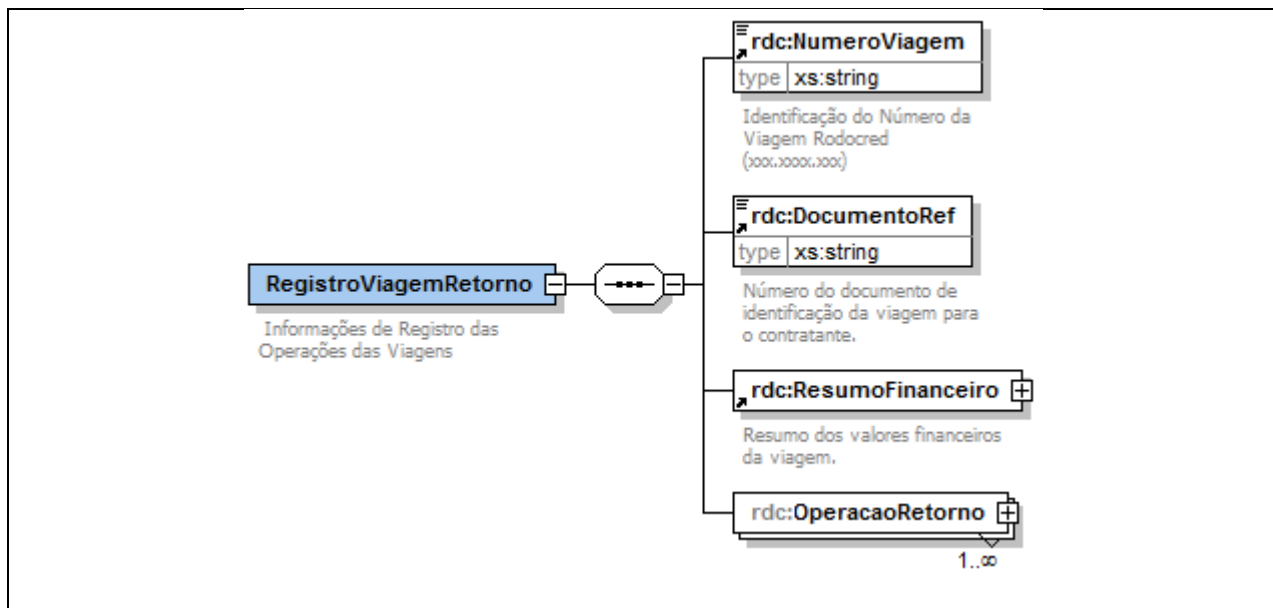 rdc:NumeroViagem
type xs:string
Identificação do Número da
Viagem Rodocred
(xxx.xxxx.xxx)
rdc:DocumentoRef
type xs:string
RegistroViagemRetorno
Informações de Registro das
Operações das Viagens
Número do documento de
identificação da viagem para
o contratante.
rdc:ResumoFinanceiro
Resumo dos valores financeiros
da viagem.
rdc:OperacaoRetorno
1..∞